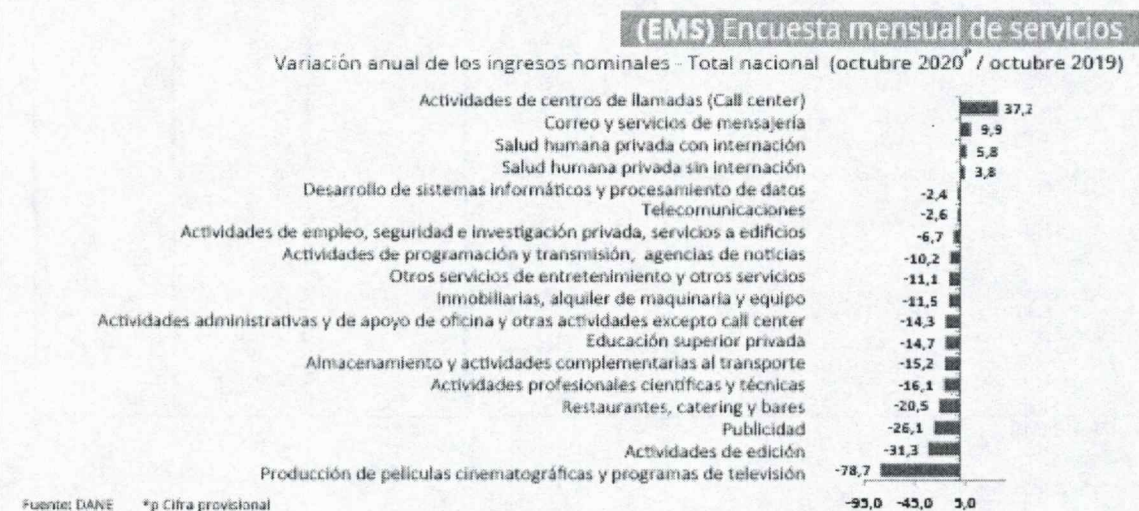 (EMS) Encuesta mensual de servicios
Variación anual de los ingresos nominales - Total nacional (octubre 2020p / octubre 2019)
Actividades de centros de llamadas (Call center) 37,2
Correo y servicios de mensajería 9,9
Salud humana privada con internación 5,8
Salud humana privada sin internación 3,8
Desarrollo de sistemas informáticos y procesamiento de datos -2,4
Telecomunicaciones -2,6
Actividades de empleo, seguridad e investigación privada, servicios a edificios -6,7
Actividades de programación y transmisión, agencias de noticias -10,2
Otros servicios de entretenimiento y otros servicios -11,1
Inmobiliarias, alquiler de maquinaria y equipo -11,5
Actividades administrativas y de apoyo de oficina y otras actividades excepto call center -14,3
Educación superior privada -14,7
Almacenamiento y actividades complementarias al transporte -15,2
Actividades profesionales científicas y técnicas -16,1
Restaurantes, catering y bares -20,5
Publicidad -26,1
Actividades de edición -31,3
Producción de películas cinematográficas y programas de televisión -78,7
-95,0 -45,0 5,0
Fuente: DANE *p Cifra provisional